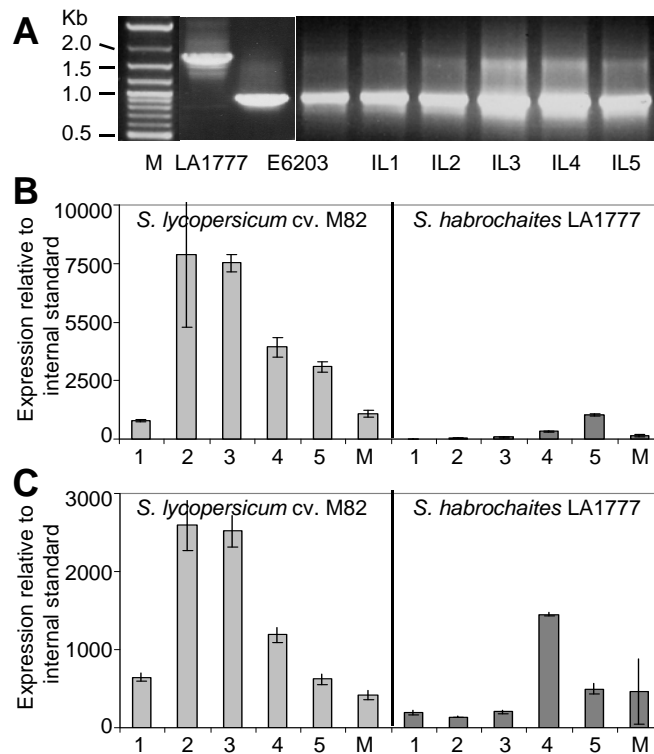 A
Kb
2.0
1.5
1.0
0.5
M LA1777 E6203 IL1 IL2 IL3 IL4 IL5
B
Expression relative to
internal standard
10000
7500
5500
2500
0
S. lycopersicum cv. M82
S. habrochaites LA1777
1 2 3 4 5 M 1 2 3 4 5 M
C
Expression relative to
internal standard
3000
2000
1000
0
S. lycopersicum cv. M82
S. habrochaites LA1777
1 2 3 4 5 M 1 2 3 4 5 M